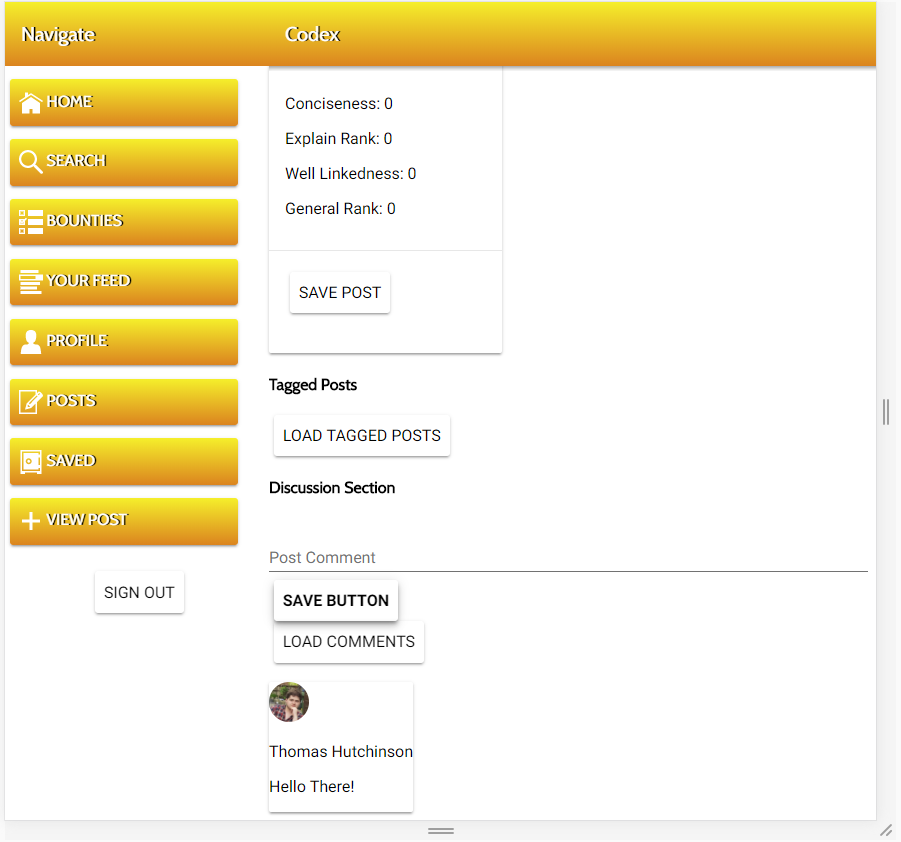 Navigate
Codex
HOME
SEARCH
BOUNTIES
YOUR FEED
PROFILE
POSTS
SAVED
VIEW POST
SIGN OUT
Conciseness: 0
Explain Rank: 0
Well Linkedness: 0
General Rank: 0
SAVE POST
Tagged Posts
LOAD TAGGED POSTS
Discussion Section
Post Comment
SAVE BUTTON
LOAD COMMENTS
Thomas Hutchinson
Hello There!